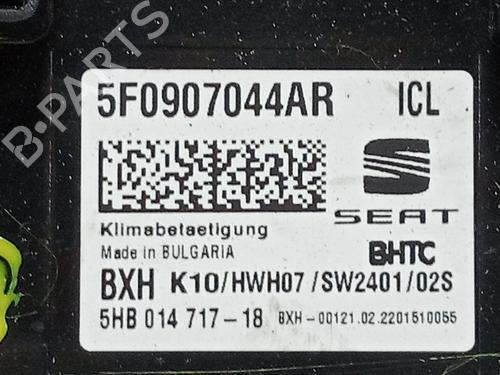 B-PARTS
5F0907044AR ICL
SEAT
Klimabetaetigung
Made in BULGARIA BHTC
BXH K10/HWH07/SW2401/02S
5HB 014 717-18 BXH-00121.02.2201510055